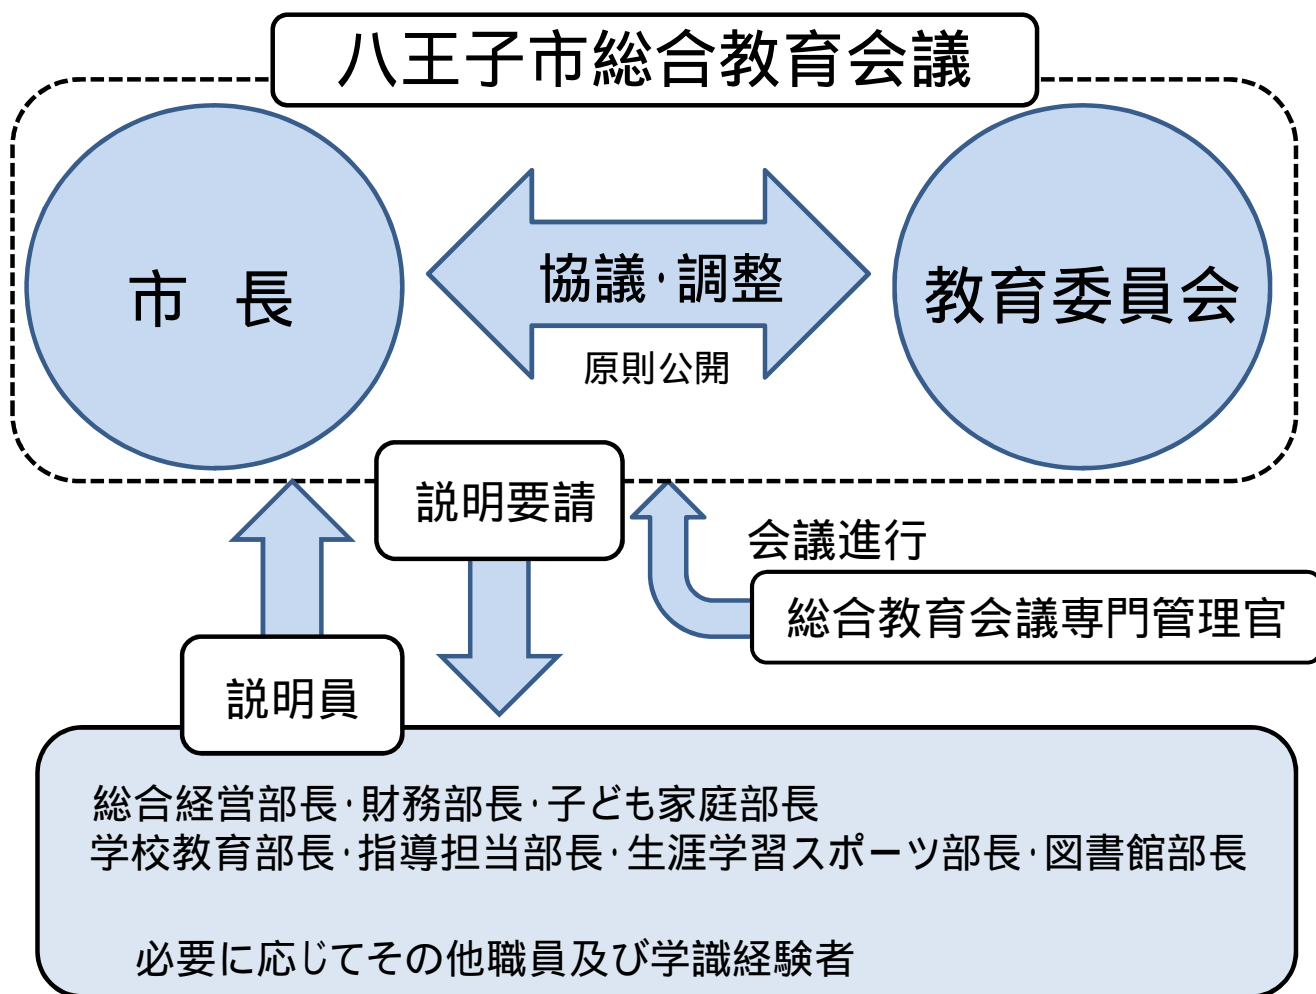 八王子市総合教育会議
市　長
協議・調整
教育委員会
原則公開
説明要請
会議進行
総合教育会議専門管理官
説明員
総合経営部長・財務部長・子ども家庭部長
学校教育部長・指導担当部長・生涯学習スポーツ部長・図書館部長
必要に応じてその他職員及び学識経験者